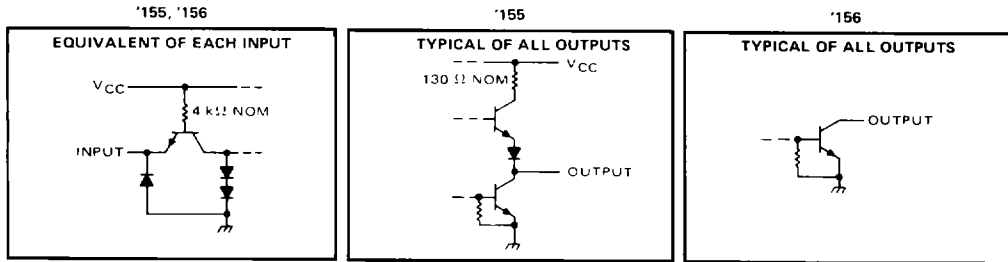 '155, '156
EQUIVALENT OF EACH INPUT
VCC
4 kΩ NOM
INPUT
'155
TYPICAL OF ALL OUTPUTS
VCC
130 Ω NOM
OUTPUT
'156
TYPICAL OF ALL OUTPUTS
OUTPUT